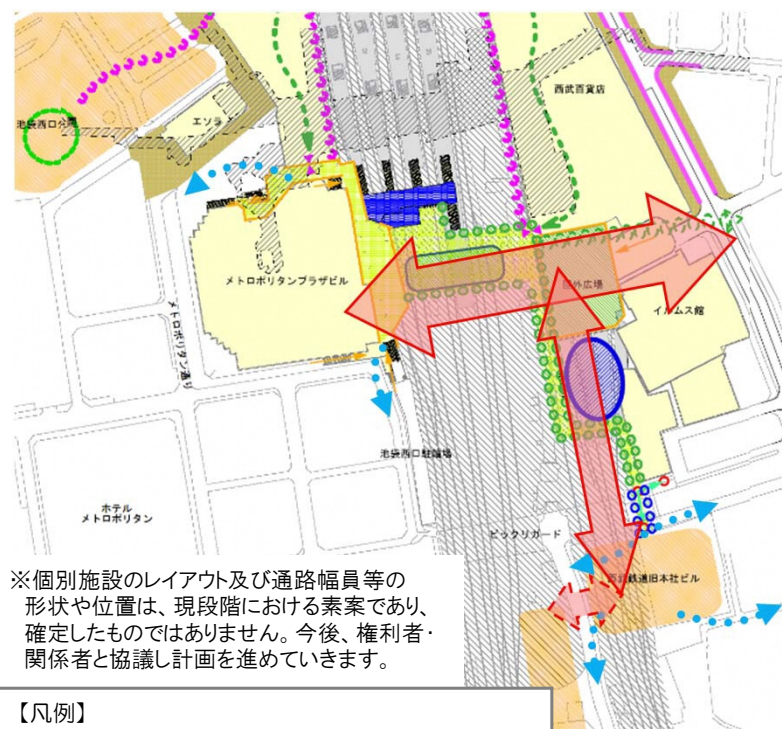 池袋西口公園
エソラ
西武百貨店
メトロポリタンプラザビル
屋外広場
イルムス館
メトロポリタン通り
池袋西口駐輪場
ホテル
メトロポリタン
ビックリガード
西武鉄道旧本社ビル
※個別施設のレイアウト及び通路幅員等の
形状や位置は、現段階における素案であり、
確定したものではありません。今後、権利者・
関係者と協議し計画を進めていきます。
【凡例】